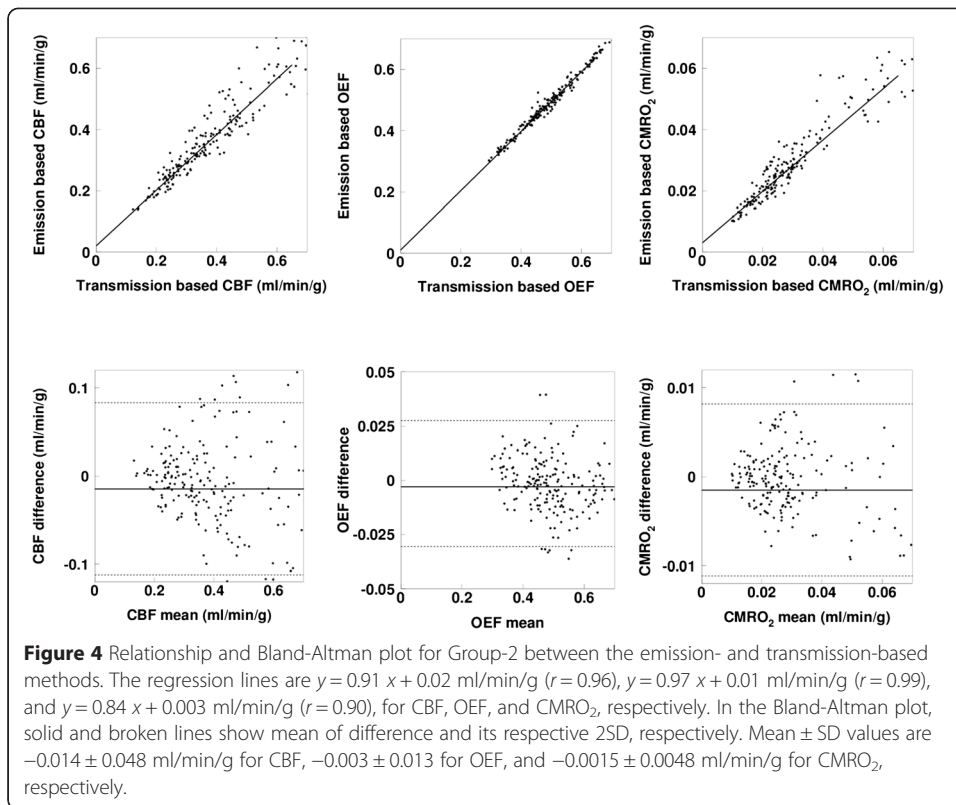 Emission based CBF (ml/min/g)
0.6
0.4
0.2
0
0
0.2
0.4
0.6
Transmission based CBF (ml/min/g)
Emission based OEF
0.6
0.4
0.2
0
0
0.2
0.4
0.6
Transmission based OEF
Emission based CMRO₂ (ml/min/g)
0.06
0.04
0.02
0
0
0.02
0.04
0.06
Transmission based CMRO₂ (ml/min/g)
CBF difference (ml/min/g)
0.1
0
-0.1
0
0.2
0.4
0.6
CBF mean (ml/min/g)
OEF difference
0.05
0.025
0
-0.025
-0.05
0
0.2
0.4
0.6
OEF mean
CMRO₂ difference (ml/min/g)
0.01
0
-0.01
0
0.02
0.04
0.06
CMRO₂ mean (ml/min/g)
Figure 4 Relationship and Bland-Altman plot for Group-2 between the emission- and transmission-based
methods. The regression lines are y = 0.91 x + 0.02 ml/min/g (r = 0.96), y = 0.97 x + 0.01 ml/min/g (r = 0.99),
and y = 0.84 x + 0.003 ml/min/g (r = 0.90), for CBF, OEF, and CMRO₂, respectively. In the Bland-Altman plot,
solid and broken lines show mean of difference and its respective 2SD, respectively. Mean ± SD values are
−0.014 ± 0.048 ml/min/g for CBF, −0.003 ± 0.013 for OEF, and −0.0015 ± 0.0048 ml/min/g for CMRO₂,
respectively.